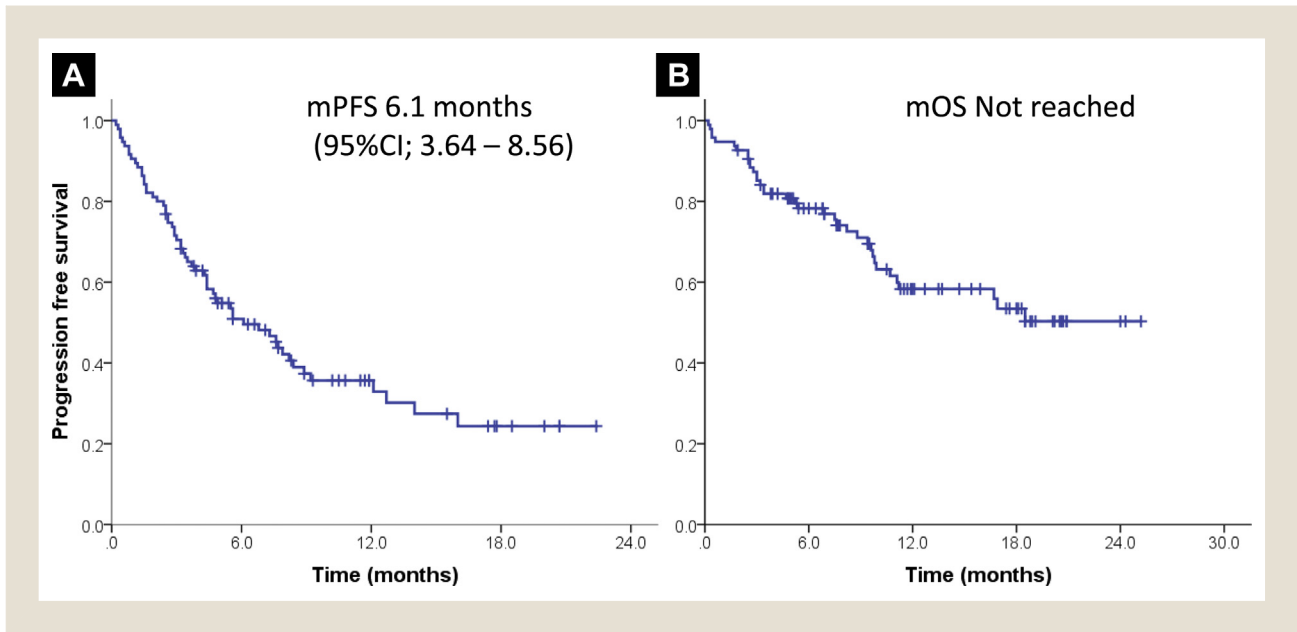 A
mPFS 6.1 months
(95%CI; 3.64 – 8.56)
Progression free survival
1.0
0.8
0.6
0.4
0.2
0.0
.0 6.0 12.0 18.0 24.0
Time (months)
B
mOS Not reached
1.0
0.8
0.6
0.4
0.2
0.0
.0 6.0 12.0 18.0 24.0 30.0
Time (months)